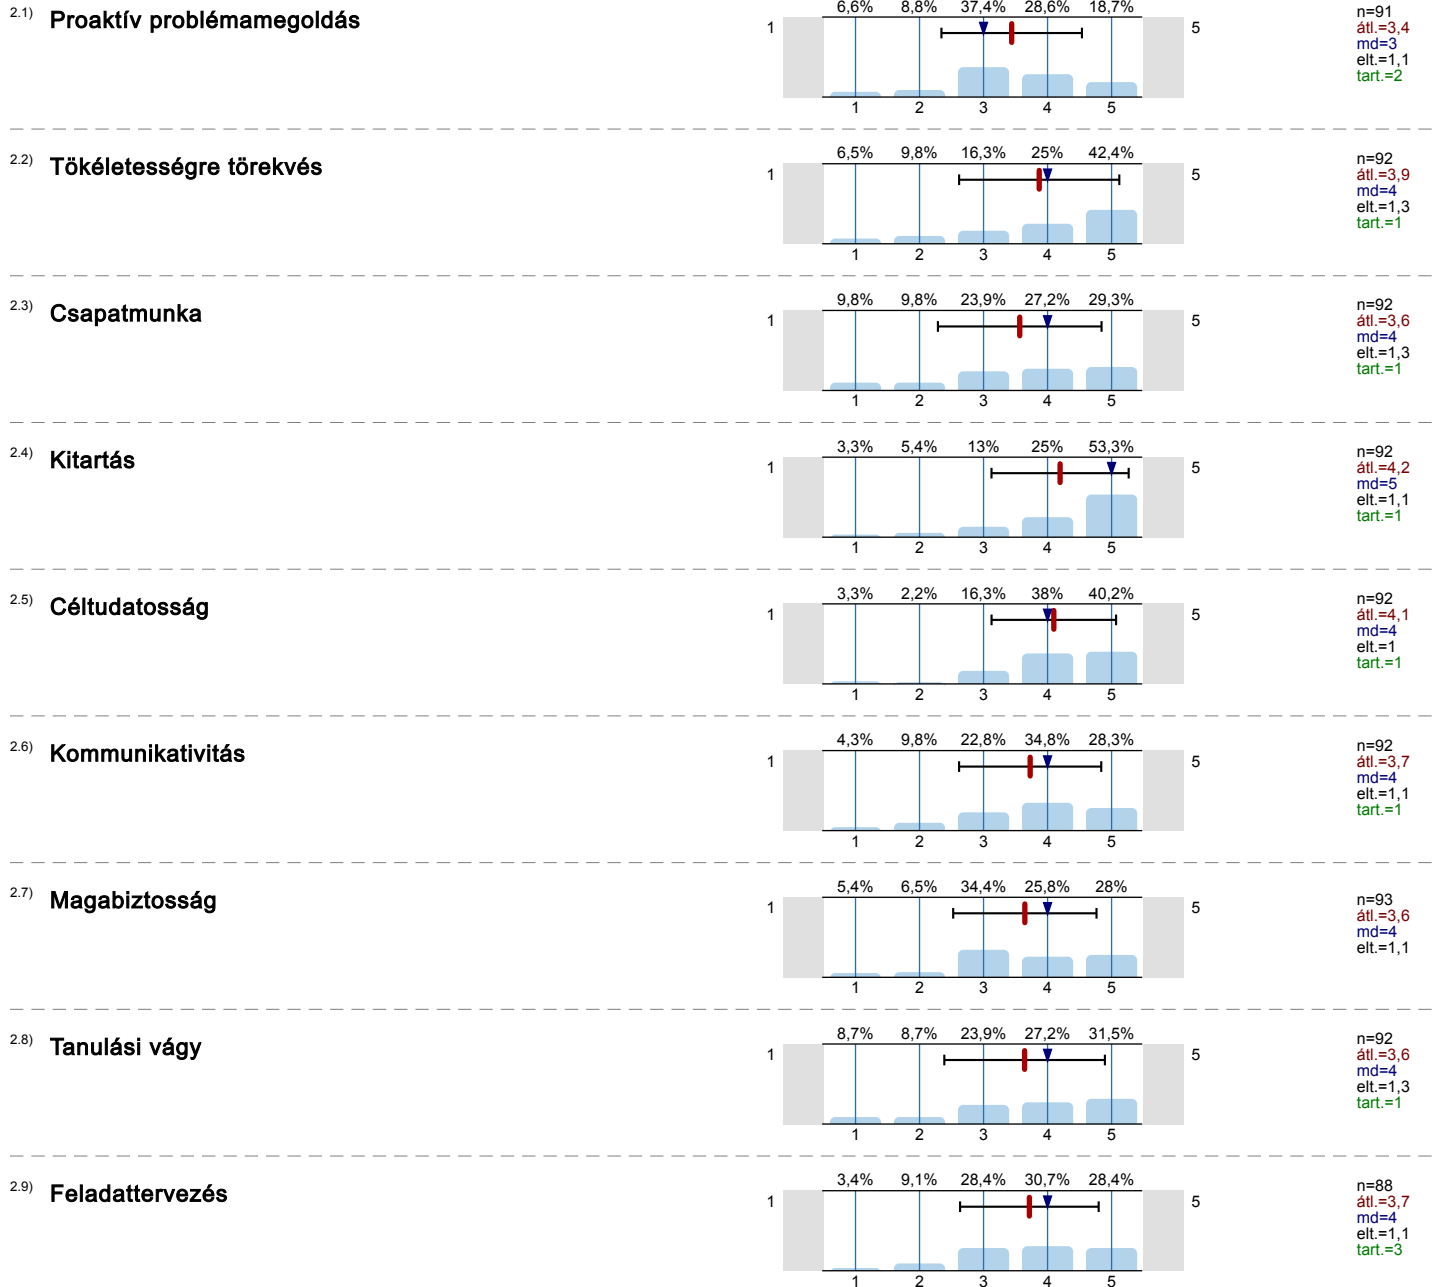 2.1) Proaktív problémamegoldás
6,6% 8,8% 37,4% 28,6% 18,7%
1 5
1 2 3 4 5
n=91
átl.=3,4
md=3
elt.=1,1
tart.=2
2.2) Tökéletességre törekvés
6,5% 9,8% 16,3% 25% 42,4%
1 5
1 2 3 4 5
n=92
átl.=3,9
md=4
elt.=1,3
tart.=1
2.3) Csapatmunka
9,8% 9,8% 23,9% 27,2% 29,3%
1 5
1 2 3 4 5
n=92
átl.=3,6
md=4
elt.=1,3
tart.=1
2.4) Kitartás
3,3% 5,4% 13% 25% 53,3%
1 5
1 2 3 4 5
n=92
átl.=4,2
md=5
elt.=1,1
tart.=1
2.5) Céltudatosság
3,3% 2,2% 16,3% 38% 40,2%
1 5
1 2 3 4 5
n=92
átl.=4,1
md=4
elt.=1
tart.=1
2.6) Kommunikativitás
4,3% 9,8% 22,8% 34,8% 28,3%
1 5
1 2 3 4 5
n=92
átl.=3,7
md=4
elt.=1,1
tart.=1
2.7) Magabiztosság
5,4% 6,5% 34,4% 25,8% 28%
1 5
1 2 3 4 5
n=93
átl.=3,6
md=4
elt.=1,1
2.8) Tanulási vágy
8,7% 8,7% 23,9% 27,2% 31,5%
1 5
1 2 3 4 5
n=92
átl.=3,6
md=4
elt.=1,3
tart.=1
2.9) Feladattervezés
3,4% 9,1% 28,4% 30,7% 28,4%
1 5
1 2 3 4 5
n=88
átl.=3,7
md=4
elt.=1,1
tart.=3